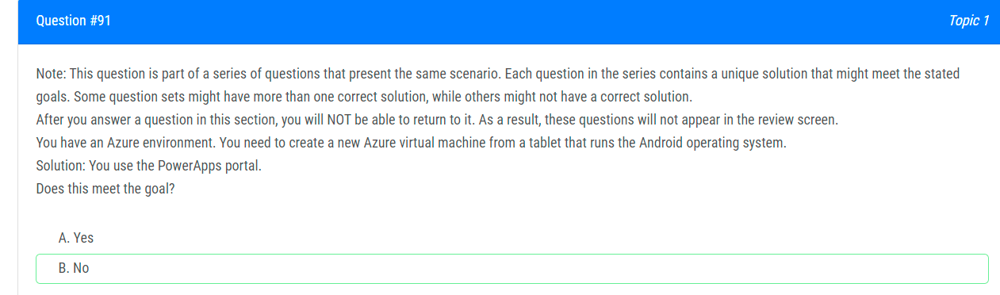 Question #91
Topic 1
Note: This question is part of a series of questions that present the same scenario. Each question in the series contains a unique solution that might meet the stated
goals. Some question sets might have more than one correct solution, while others might not have a correct solution.
After you answer a question in this section, you will NOT be able to return to it. As a result, these questions will not appear in the review screen.
You have an Azure environment. You need to create a new Azure virtual machine from a tablet that runs the Android operating system.
Solution: You use the PowerApps portal.
Does this meet the goal?
A. Yes
B. No